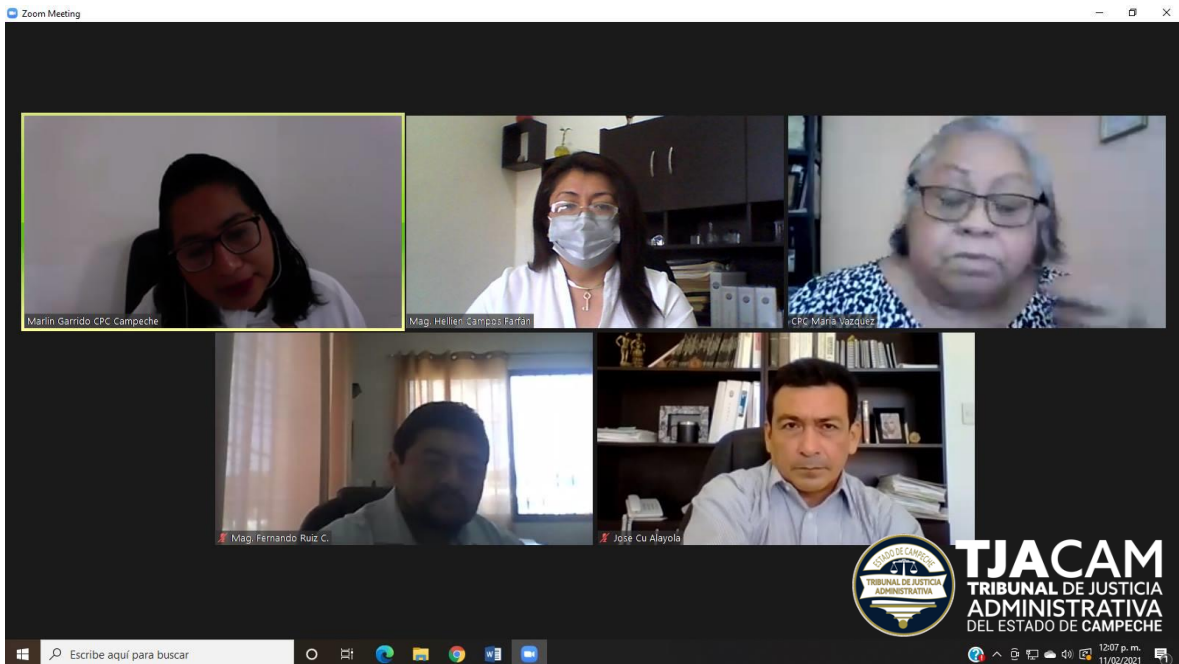 Zoom Meeting
Marlin Garrido CPC Campeche
Mag. Hellien Campos Farfán
CPC María Vazquez
Mag. Fernando Ruiz C.
Jose Cu Alayola
ESTADO DE CAMPECHE
TRIBUNAL DE JUSTICIA
ADMINISTRATIVA
TJACAM
TRIBUNAL DE JUSTICIA
ADMINISTRATIVA
DEL ESTADO DE CAMPECHE
Escribe aquí para buscar
12:07 p. m.
11/02/2021